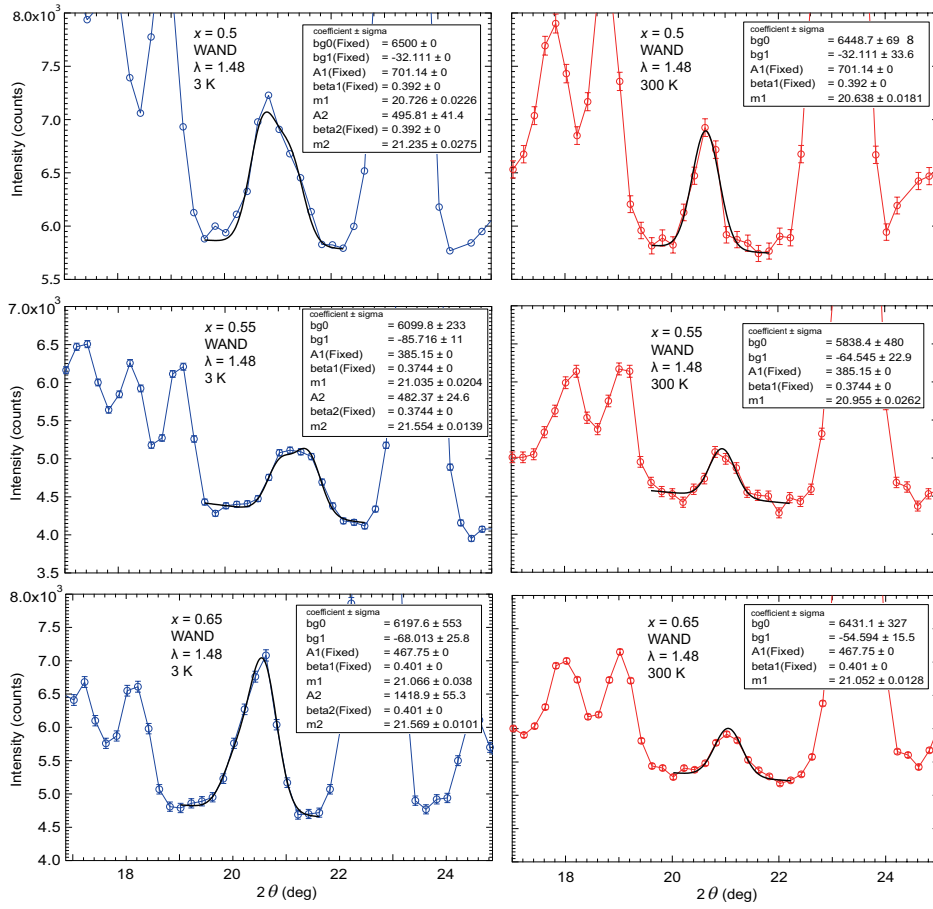 8.0x10³
7.5
7.0
6.5
6.0
5.5
Intensity (counts)
x = 0.5
WAND
λ = 1.48
3 K
coefficient ± sigma
bg0(Fixed) = 6500 ± 0
bg1(Fixed) = -32.111 ± 0
A1(Fixed) = 701.14 ± 0
beta1(Fixed) = 0.392 ± 0
m1 = 20.726 ± 0.0226
A2 = 495.81 ± 41.4
beta2(Fixed) = 0.392 ± 0
m2 = 21.235 ± 0.0275
Intensity (counts)
x = 0.5
WAND
λ = 1.48
300 K
coefficient ± sigma
bg0 = 6448.7 ± 69 8
bg1 = -32.111 ± 33.6
A1(Fixed) = 701.14 ± 0
beta1(Fixed) = 0.392 ± 0
m1 = 20.638 ± 0.0181
7.0x10³
6.5
6.0
5.5
5.0
4.5
4.0
3.5
Intensity (counts)
x = 0.55
WAND
λ = 1.48
3 K
coefficient ± sigma
bg0 = 6099.8 ± 233
bg1 = -85.716 ± 11
A1(Fixed) = 385.15 ± 0
beta1(Fixed) = 0.3744 ± 0
m1 = 21.035 ± 0.0204
A2 = 482.37 ± 24.6
beta2(Fixed) = 0.3744 ± 0
m2 = 21.554 ± 0.0139
x = 0.55
WAND
λ = 1.48
300 K
coefficient ± sigma
bg0 = 5838.4 ± 480
bg1 = -64.545 ± 22.9
A1(Fixed) = 385.15 ± 0
beta1(Fixed) = 0.3744 ± 0
m1 = 20.955 ± 0.0262
8.0x10³
7.5
7.0
6.5
6.0
5.5
5.0
4.5
4.0
Intensity (counts)
x = 0.65
WAND
λ = 1.48
3 K
coefficient ± sigma
bg0 = 6197.6 ± 553
bg1 = -68.013 ± 25.8
A1(Fixed) = 467.75 ± 0
beta1(Fixed) = 0.401 ± 0
m1 = 21.066 ± 0.038
A2 = 1418.9 ± 55.3
beta2(Fixed) = 0.401 ± 0
m2 = 21.569 ± 0.0101
x = 0.65
WAND
λ = 1.48
300 K
coefficient ± sigma
bg0 = 6431.1 ± 327
bg1 = -54.594 ± 15.5
A1(Fixed) = 467.75 ± 0
beta1(Fixed) = 0.401 ± 0
m1 = 21.052 ± 0.0128
18 20 22 24
2 θ (deg)
18 20 22 24
2 θ (deg)